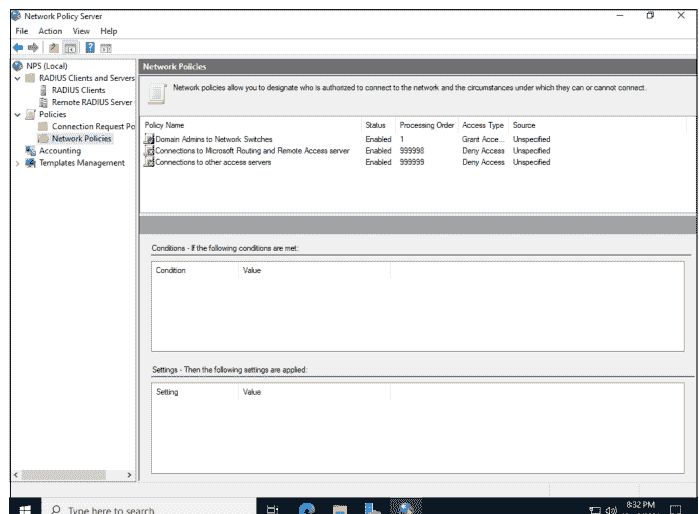 Network Policy Server
File Action View Help
NPS (Local)
RADIUS Clients and Servers
RADIUS Clients
Remote RADIUS Server
Policies
Connection Request Po
Network Policies
Accounting
Templates Management
Network Policies
Network policies allow you to designate who is authorized to connect to the network and the circumstances under which they can or cannot connect.
Policy Name Status Processing Order Access Type Source
Domain Admins to Network Switches Enabled 1 Grant Acce... Unspecified
Connections to Microsoft Routing and Remote Access server Enabled 999998 Deny Access Unspecified
Connections to other access servers Enabled 999999 Deny Access Unspecified
Conditions - If the following conditions are met:
Condition Value
Settings - Then the following settings are applied:
Setting Value
Type here to search
8:32 PM